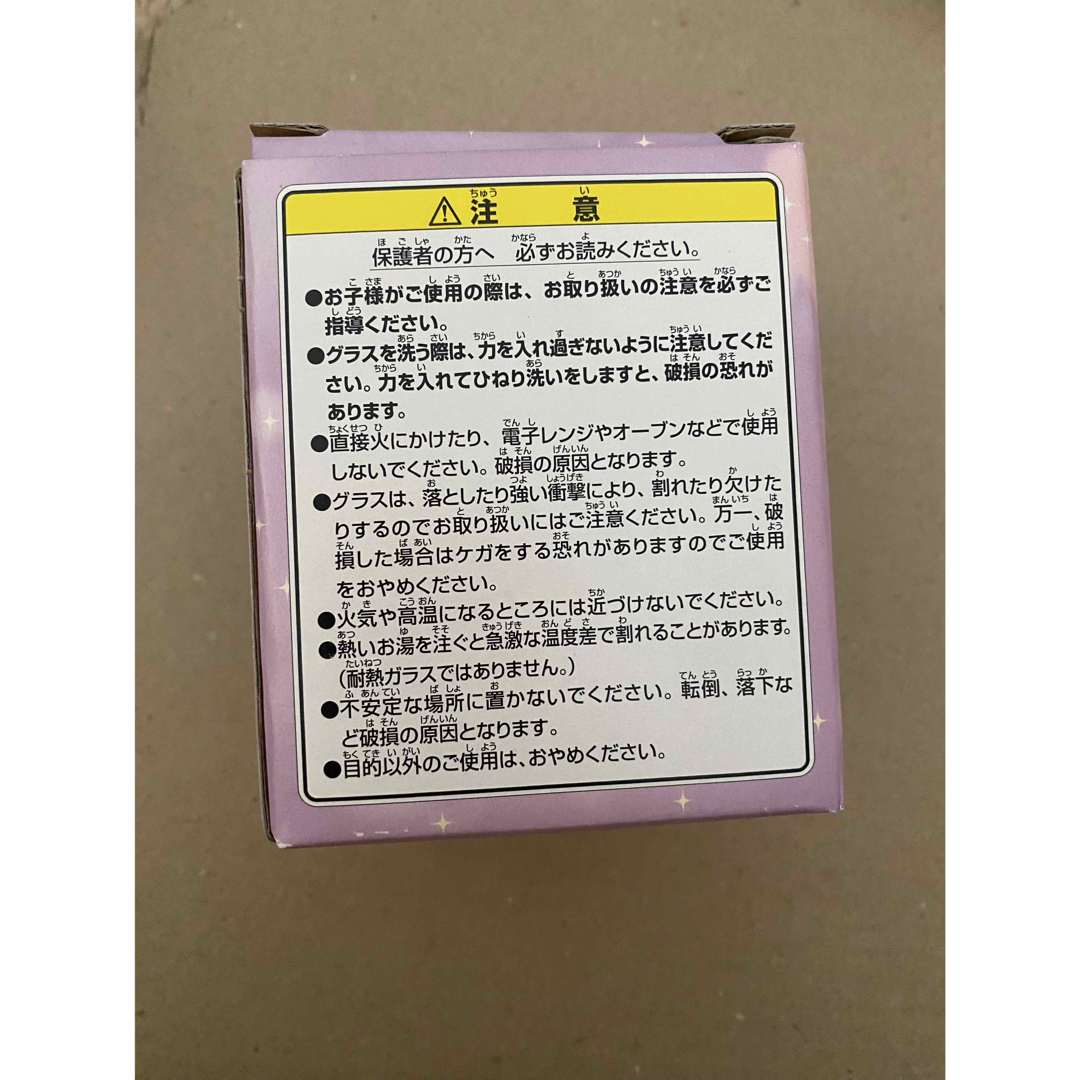 ⚠注意
保護者の方へ 必ずお読みください。
●お子様がご使用の際は、お取り扱いの注意を必ずご
指導ください。
●グラスを洗う際は、力を入れ過ぎないように注意してくだ
さい。力を入れてひねり洗いをしますと、破損の恐れが
あります。
●直接火にかけたり、電子レンジやオーブンなどで使用
しないでください。破損の原因となります。
●グラスは、落としたり強い衝撃により、割れたり欠けた
りするのでお取り扱いにはご注意ください。万一、破
損した場合はケガをする恐れがありますのでご使用
をおやめください。
●火気や高温になるところには近づけないでください。
●熱いお湯を注ぐと急激な温度差で割れることがあります。
(耐熱ガラスではありません。)
●不安定な場所に置かないでください。転倒、落下な
ど破損の原因となります。
●目的以外のご使用は、おやめください。